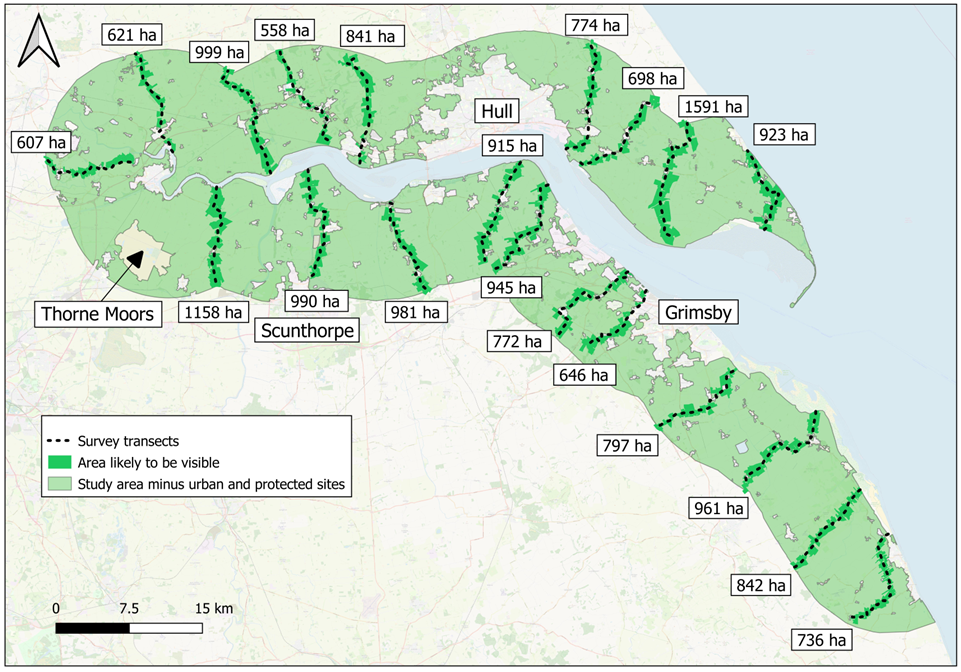 621 ha
558 ha
841 ha
999 ha
774 ha
698 ha
1591 ha
Hull
923 ha
607 ha
915 ha
Thorne Moors
1158 ha
990 ha
Scunthorpe
981 ha
945 ha
Grimsby
772 ha
646 ha
797 ha
961 ha
842 ha
736 ha
Survey transects
Area likely to be visible
Study area minus urban and protected sites
0 7.5 15 km